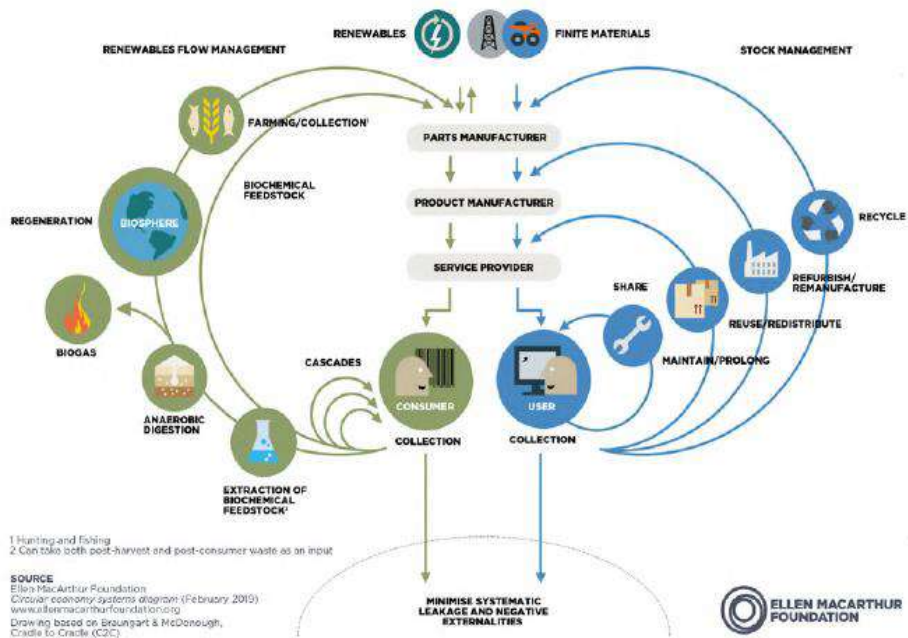 RENEWABLES
FINITE MATERIALS
RENEWABLES FLOW MANAGEMENT
STOCK MANAGEMENT
FARMING/COLLECTION¹
PARTS MANUFACTURER
BIOCHEMICAL
FEEDSTOCK
PRODUCT MANUFACTURER
REGENERATION
BIOSPHERE
RECYCLE
SERVICE PROVIDER
SHARE
REFURBISH/
REMANUFACTURE
REUSE/REDISTRIBUTE
BIOGAS
CASCADES
MAINTAIN/PROLONG
CONSUMER
USER
ANAEROBIC
DIGESTION
COLLECTION
COLLECTION
EXTRACTION OF
BIOCHEMICAL
FEEDSTOCK²
1 Hunting and fishing
2 Can take both post-harvest and post-consumer waste as an input
SOURCE
Ellen MacArthur Foundation
Circular economy systems diagram (February 2019)
www.ellenmacarthurfoundation.org
Drawing based on Braungart & McDonough,
Cradle to Cradle (C2C)
MINIMISE SYSTEMATIC
LEAKAGE AND NEGATIVE
EXTERNALITIES
ELLEN MACARTHUR
FOUNDATION